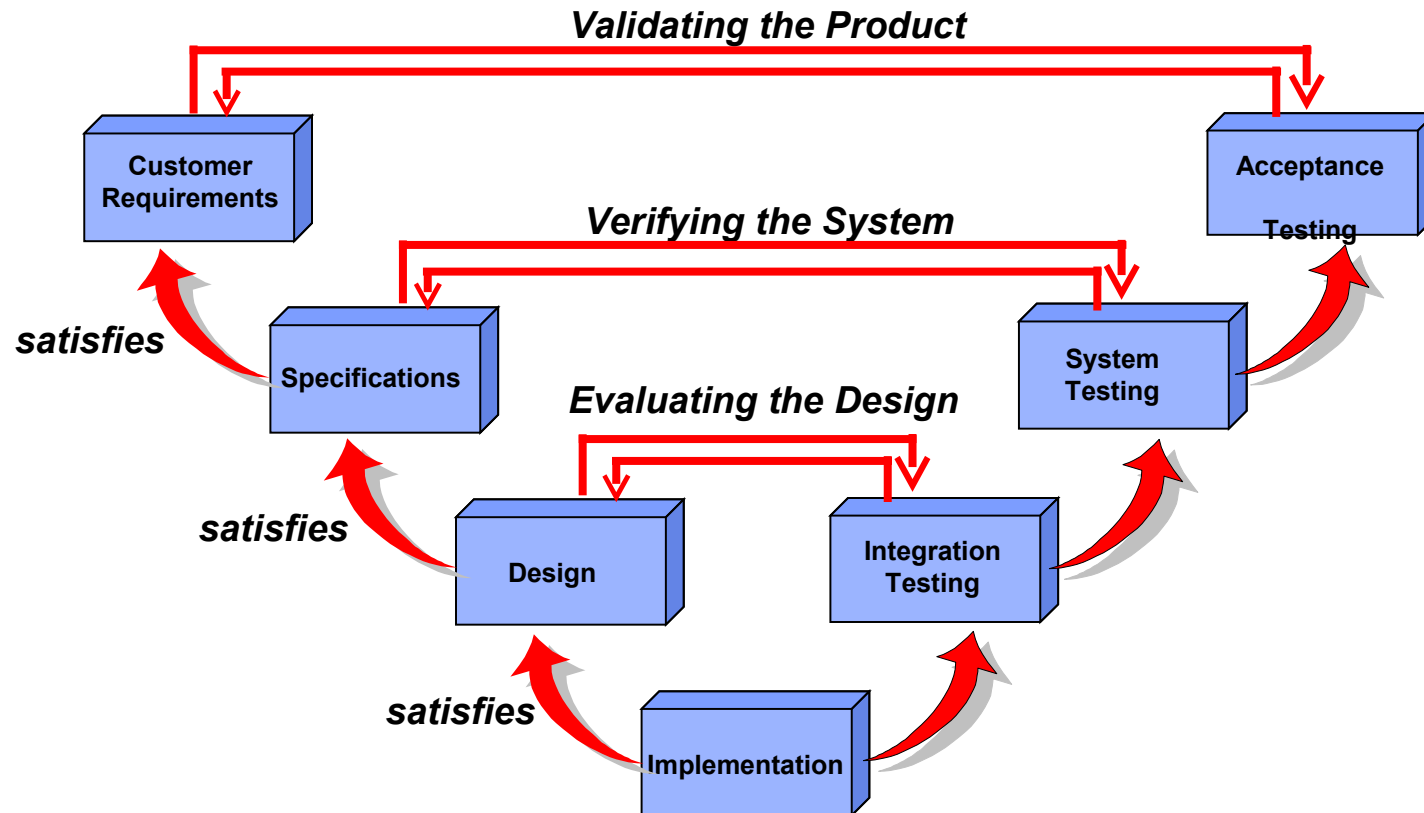 Validating the Product
Customer
Requirements
Acceptance
Testing
Verifying the System
satisfies
Specifications
System
Testing
Evaluating the Design
satisfies
Design
Integration
Testing
satisfies
Implementation